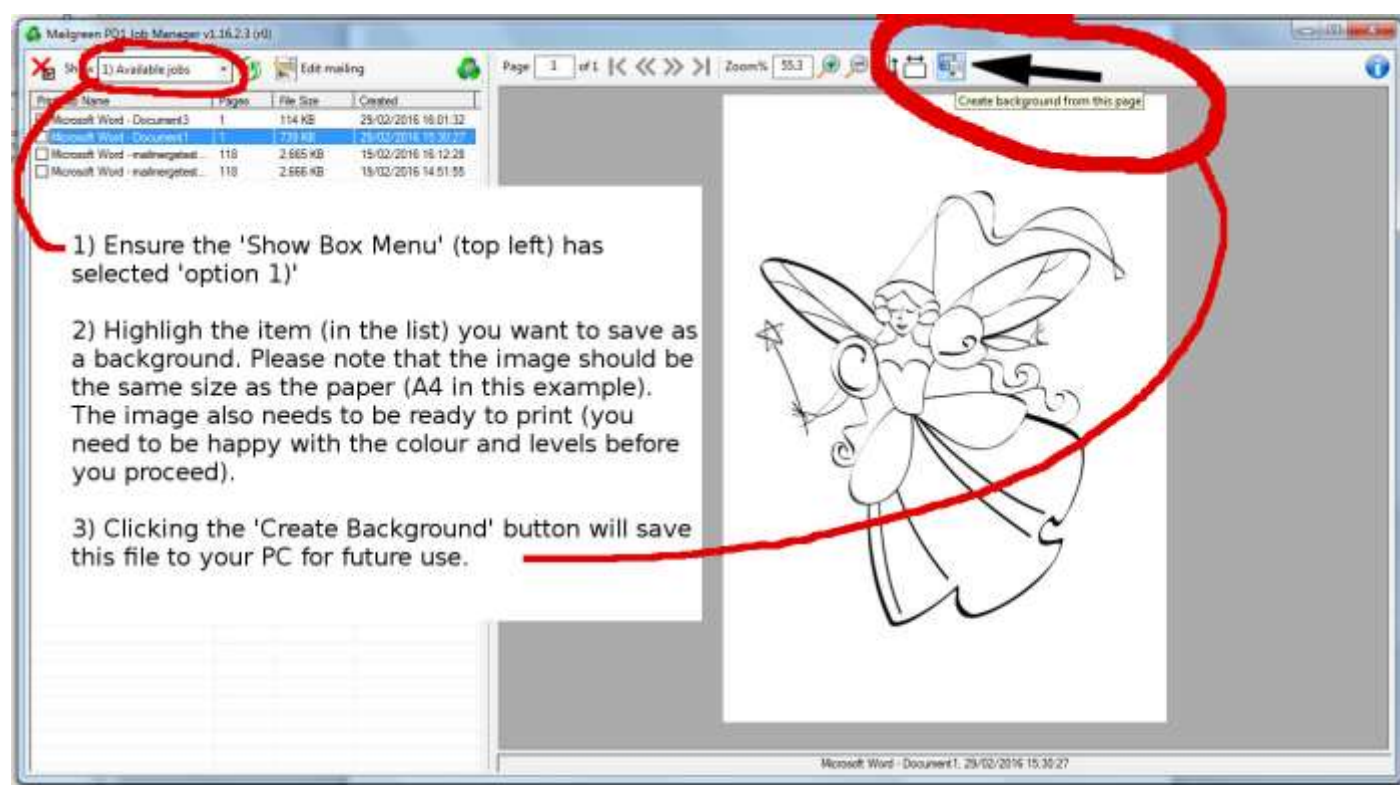 Mailgreen PD1 Job Manager v1.16.2.3 (r0)
1) Available jobs
Edit mailing
Page 1 of 1 Zoom% 55.3
Create background from this page
Name Pages File Size Created
Microsoft Word - Document3 1 114 KB 29/02/2016 16:01:32
Microsoft Word - Document1 1 739 KB 29/02/2016 15:30:27
Microsoft Word - mailmergetest... 118 2.665 KB 19/02/2016 16:12:28
Microsoft Word - mailmergetest... 118 2.666 KB 19/02/2016 14:51:55
1) Ensure the 'Show Box Menu' (top left) has
selected 'option 1)'
2) Highligh the item (in the list) you want to save as
a background. Please note that the image should be
the same size as the paper (A4 in this example).
The image also needs to be ready to print (you
need to be happy with the colour and levels before
you proceed).
3) Clicking the 'Create Background' button will save
this file to your PC for future use.
Microsoft Word - Document1, 29/02/2016 15:30:27